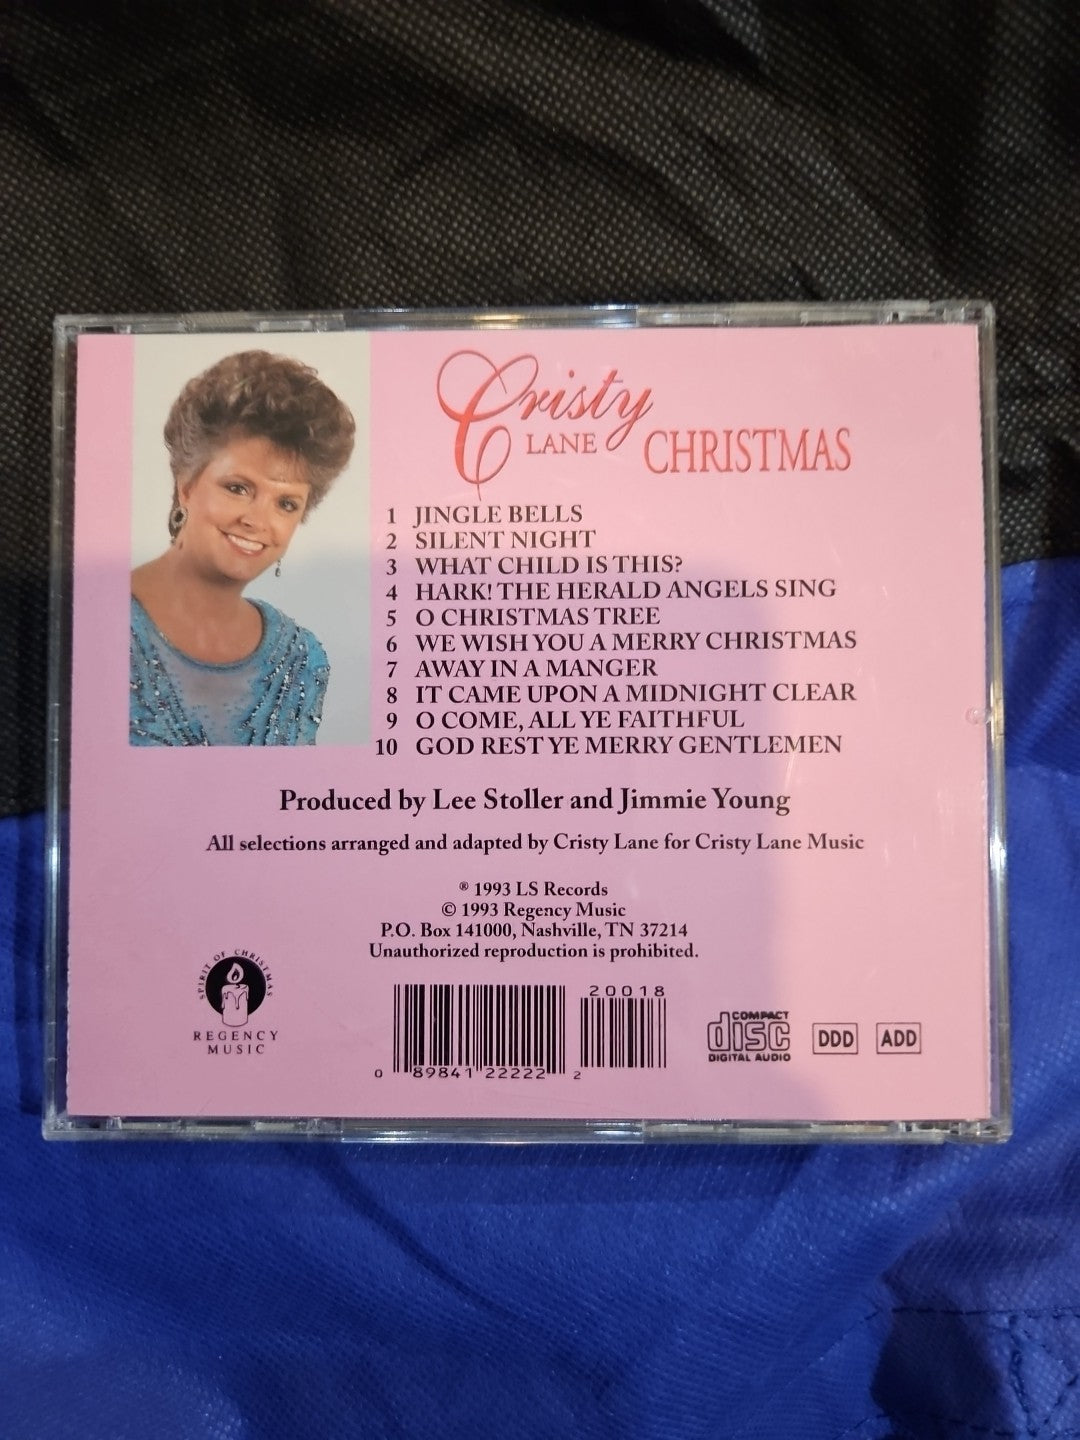 Cristy
LANE CHRISTMAS
1 JINGLE BELLS
2 SILENT NIGHT
3 WHAT CHILD IS THIS?
4 HARK! THE HERALD ANGELS SING
5 O CHRISTMAS TREE
6 WE WISH YOU A MERRY CHRISTMAS
7 AWAY IN A MANGER
8 IT CAME UPON A MIDNIGHT CLEAR
9 O COME, ALL YE FAITHFUL
10 GOD REST YE MERRY GENTLEMEN
Produced by Lee Stoller and Jimmie Young
All selections arranged and adapted by Cristy Lane for Cristy Lane Music
® 1993 LS Records
© 1993 Regency Music
P.O. Box 141000, Nashville, TN 37214
Unauthorized reproduction is prohibited.
SPIRIT OF CHRISTMAS
REGENCY
MUSIC
20018
0 89841 22222 2
COMPACT
disc
DIGITAL AUDIO
DDD
ADD